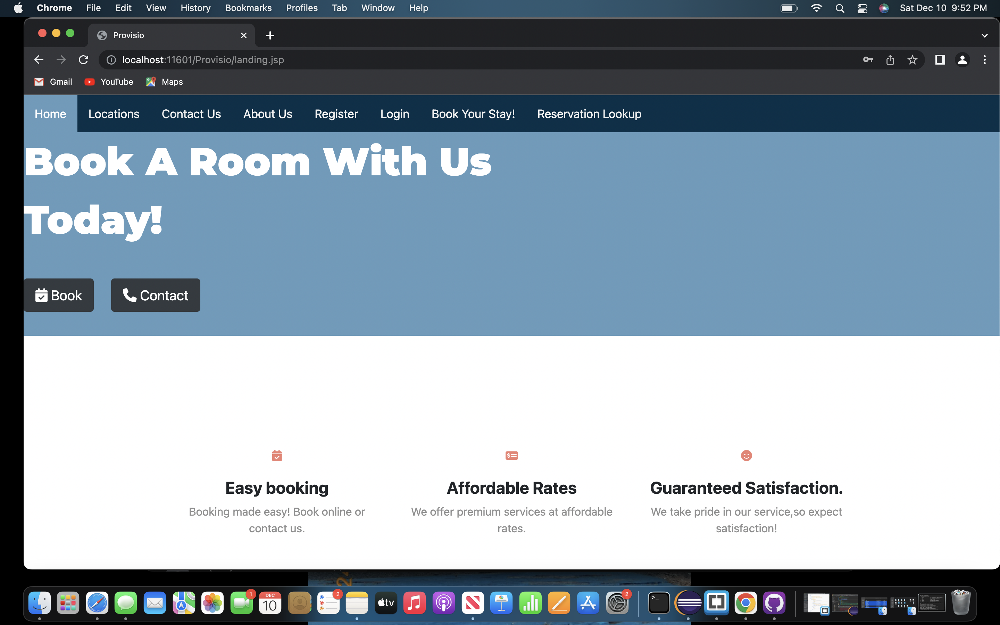 Chrome File Edit View History Bookmarks Profiles Tab Window Help Sat Dec 10 9:52 PM
Provisio
localhost:11601/Provisio/landing.jsp
Gmail YouTube Maps
Home Locations Contact Us About Us Register Login Book Your Stay! Reservation Lookup
Book A Room With Us
Today!
Book Contact
Easy booking Affordable Rates Guaranteed Satisfaction.
Booking made easy! Book online or We offer premium services at affordable We take pride in our service,so expect
contact us. rates. satisfaction!
1 DEC 2 2
10 tv